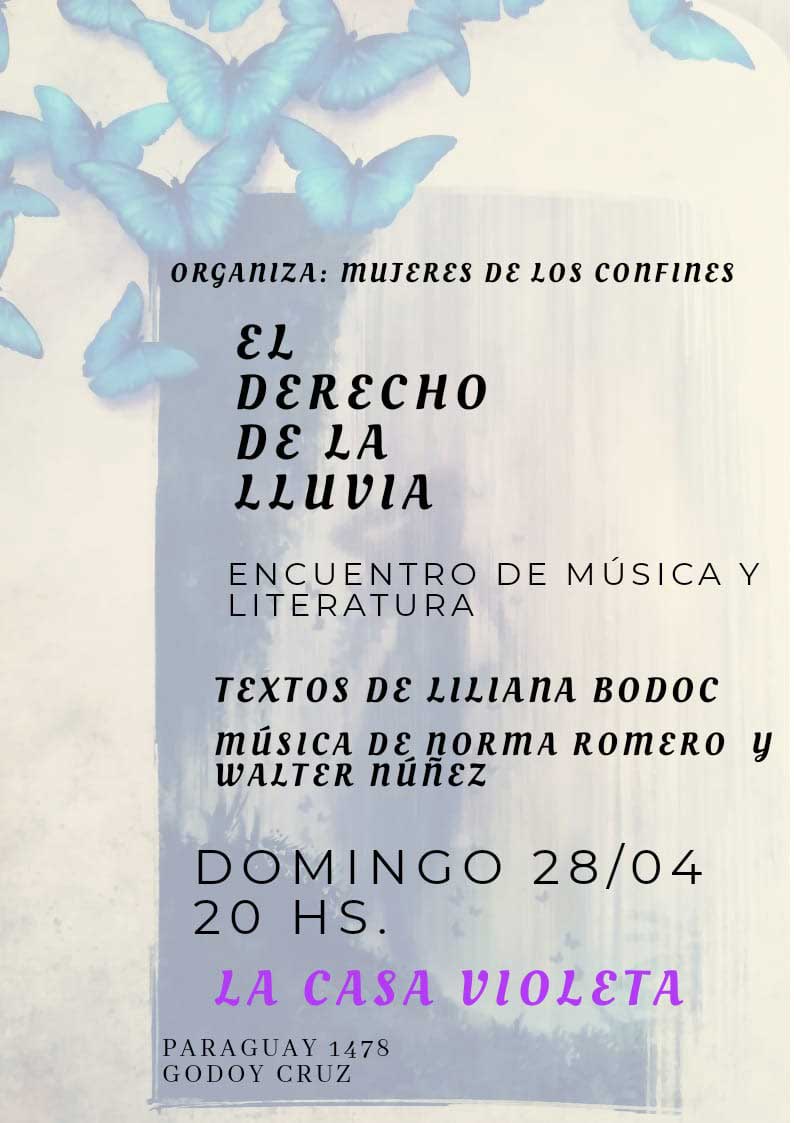 ORGANIZA: MUJERES DE LOS CONFINES
EL
DERECHO
DE LA
LLUVIA
ENCUENTRO DE MÚSICA Y
LITERATURA
TEXTOS DE LILIANA BODOC
MÚSICA DE NORMA ROMERO Y
WALTER NÚÑEZ
DOMINGO 28/04
20 HS.
LA CASA VIOLETA
PARAGUAY 1478
GODOY CRUZ